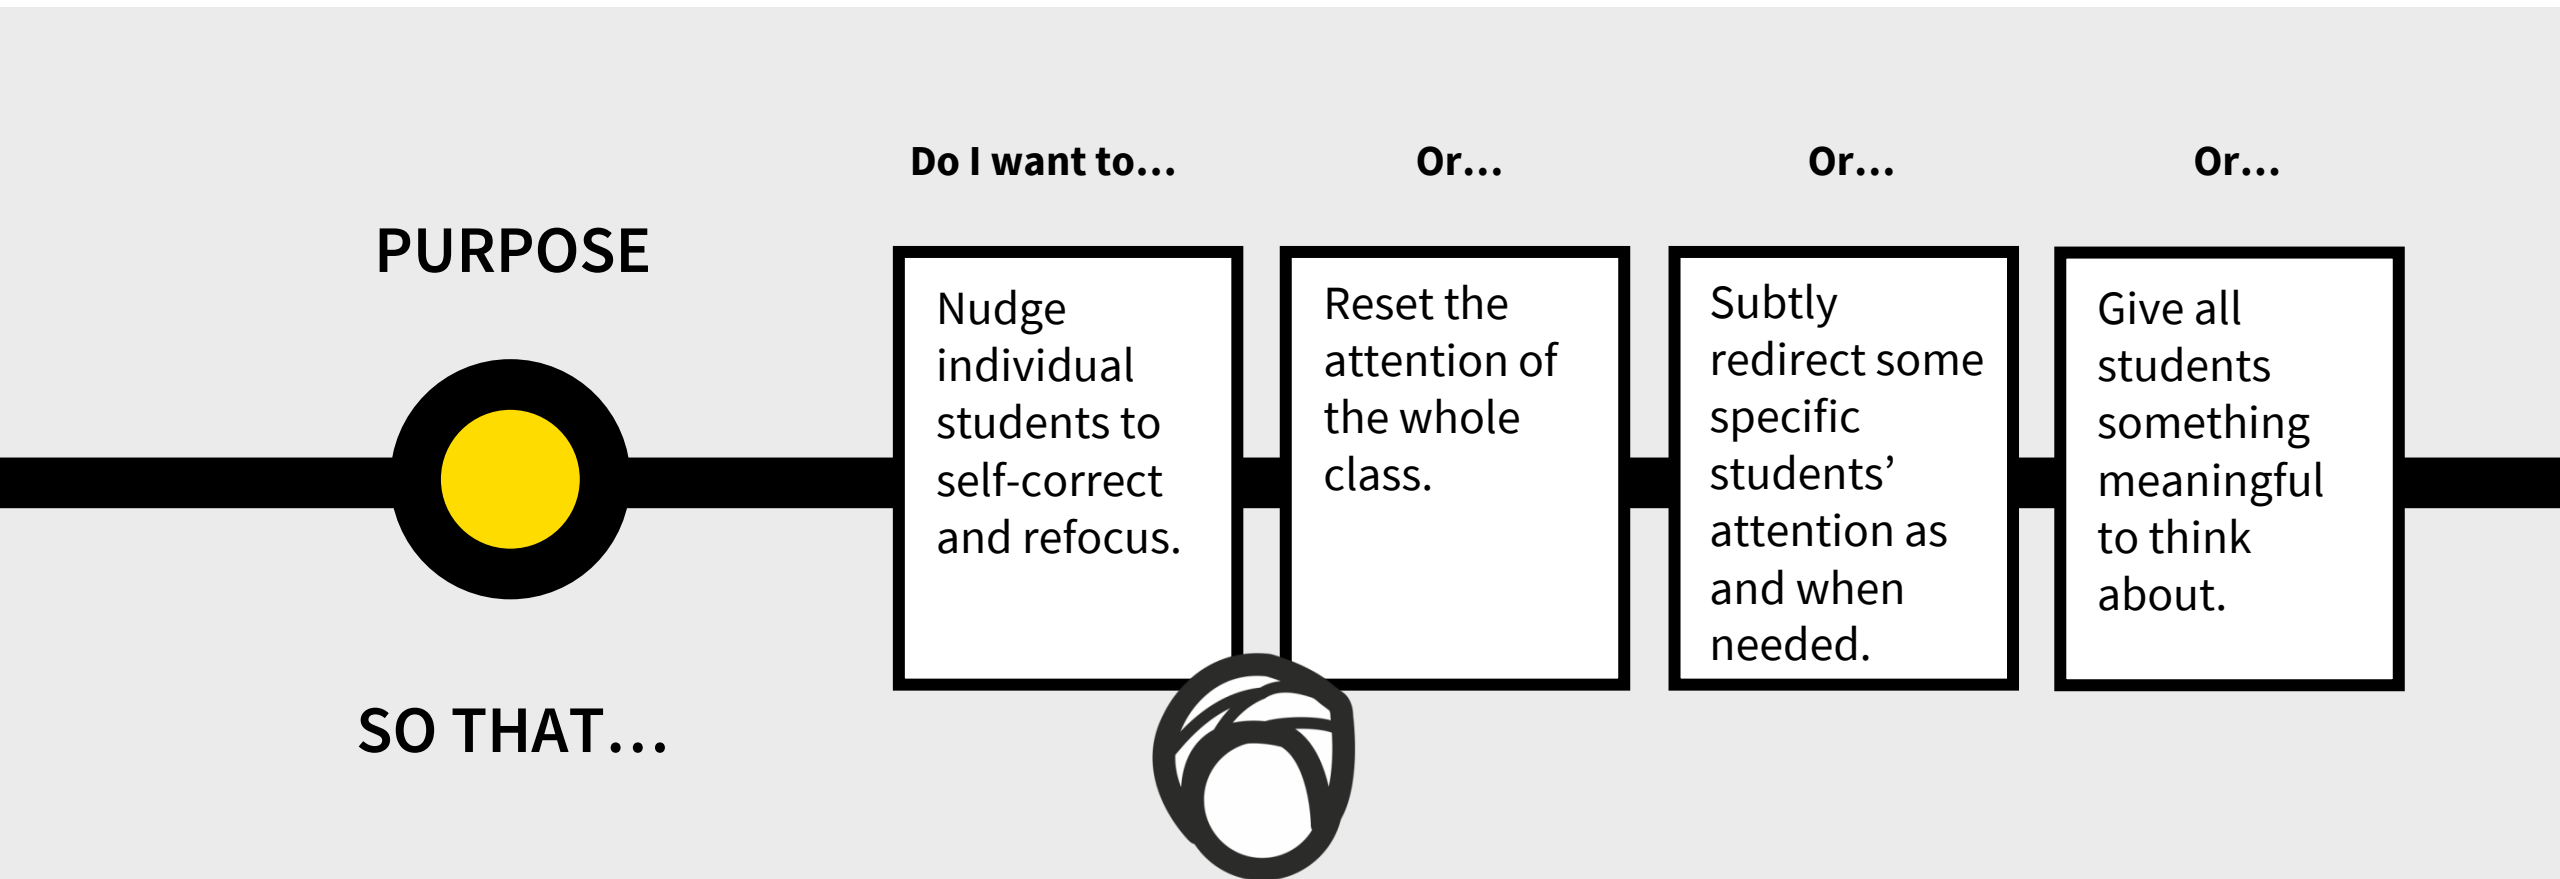 PURPOSE
SO THAT…
Do I want to…
Nudge
individual
students to
self-correct
and refocus.
Or…
Reset the
attention of
the whole
class.
Or…
Subtly
redirect some
specific
students’
attention as
and when
needed.
Or…
Give all
students
something
meaningful
to think
about.